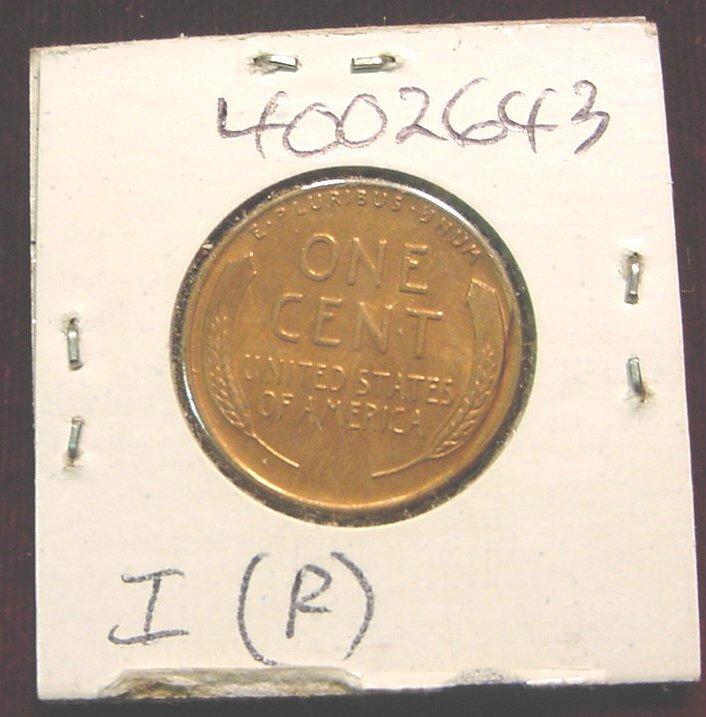 4002643
E·PLURIBUS·UNUM
ONE
CENT
UNITED STATES
OF AMERICA
I (R)